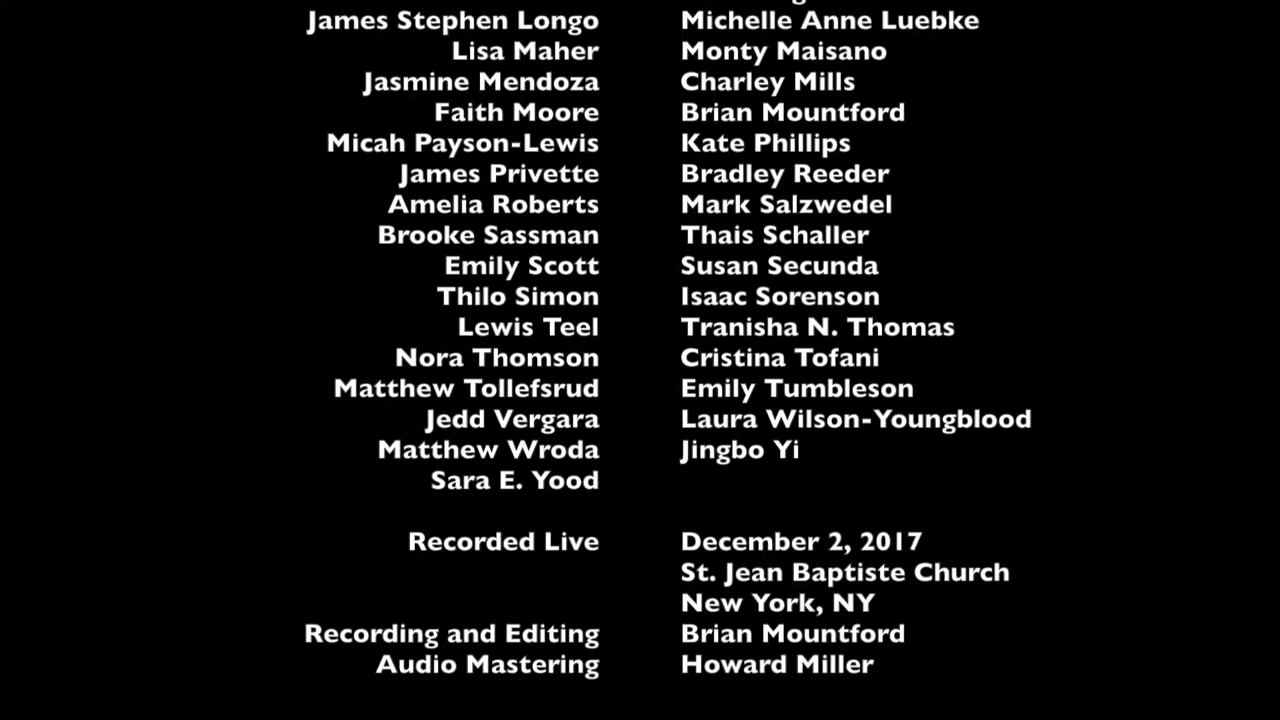 James Stephen Longo Michelle Anne Luebke
Lisa Maher Monty Maisano
Jasmine Mendoza Charley Mills
Faith Moore Brian Mountford
Micah Payson-Lewis Kate Phillips
James Privette Bradley Reeder
Amelia Roberts Mark Salzwedel
Brooke Sassman Thais Schaller
Emily Scott Susan Secunda
Thilo Simon Isaac Sorenson
Lewis Teel Tranisha N. Thomas
Nora Thomson Cristina Tofani
Matthew Tollefsrud Emily Tumbleson
Jedd Vergara Laura Wilson-Youngblood
Matthew Wroda Jingbo Yi
Sara E. Yood
Recorded Live December 2, 2017
St. Jean Baptiste Church
New York, NY
Recording and Editing Brian Mountford
Audio Mastering Howard Miller